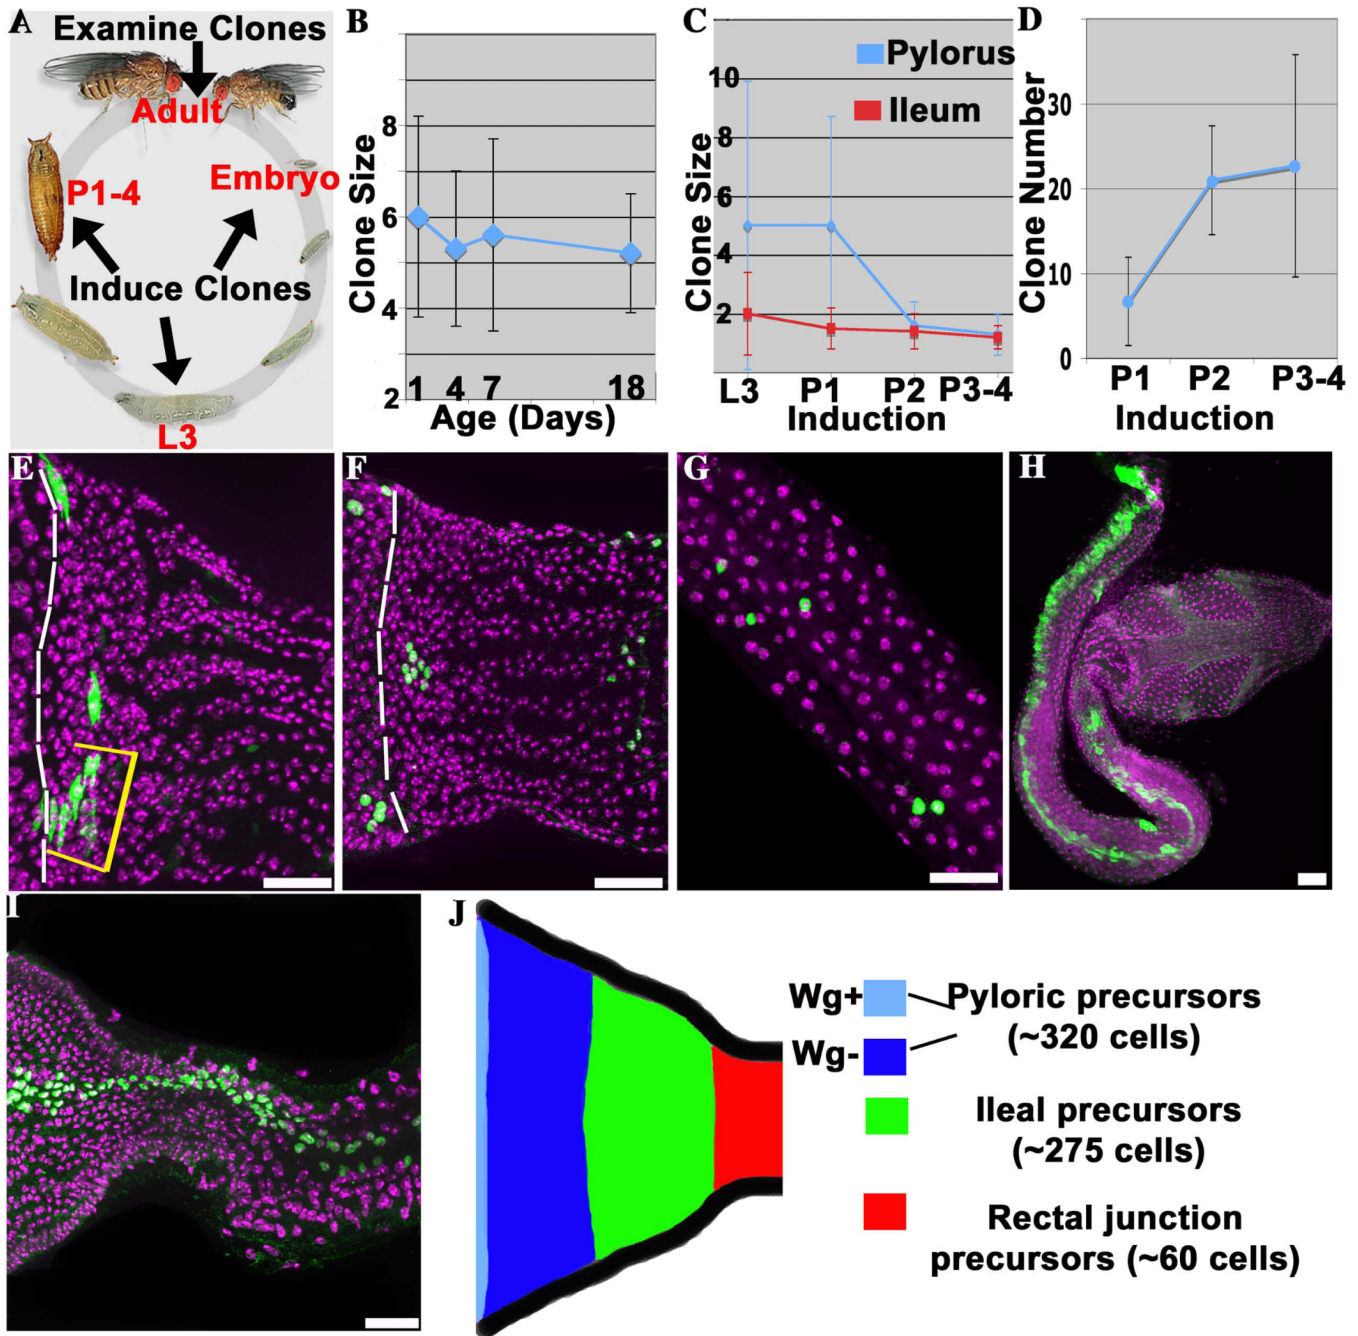 A
Examine Clones
Adult
P1-4
Embryo
Induce Clones
L3
B
Clone Size
8
6
4
2
1 4 7 18
Age (Days)
C
Clone Size
10
8
6
4
2
Pylorus
Ileum
L3 P1 P2 P3-4
Induction
D
Clone Number
30
20
10
0
P1 P2 P3-4
Induction
E
F
G
H
I
J
Wg+
Wg-
Pyloric precursors
(~320 cells)
Ileal precursors
(~275 cells)
Rectal junction
precursors (~60 cells)